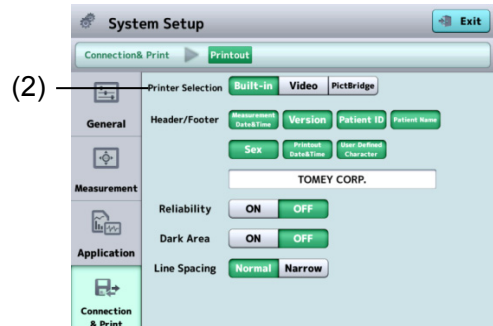 System Setup
Exit
Connection& Print Printout
(2)
Printer Selection Built-in Video PictBridge
General
Header/Footer Measurement Date&Time Version Patient ID Patient Name
Sex Printout Date&Time User Defined Character
TOMEY CORP.
Measurement
Reliability ON OFF
Dark Area ON OFF
Application
Line Spacing Normal Narrow
Connection
& Print